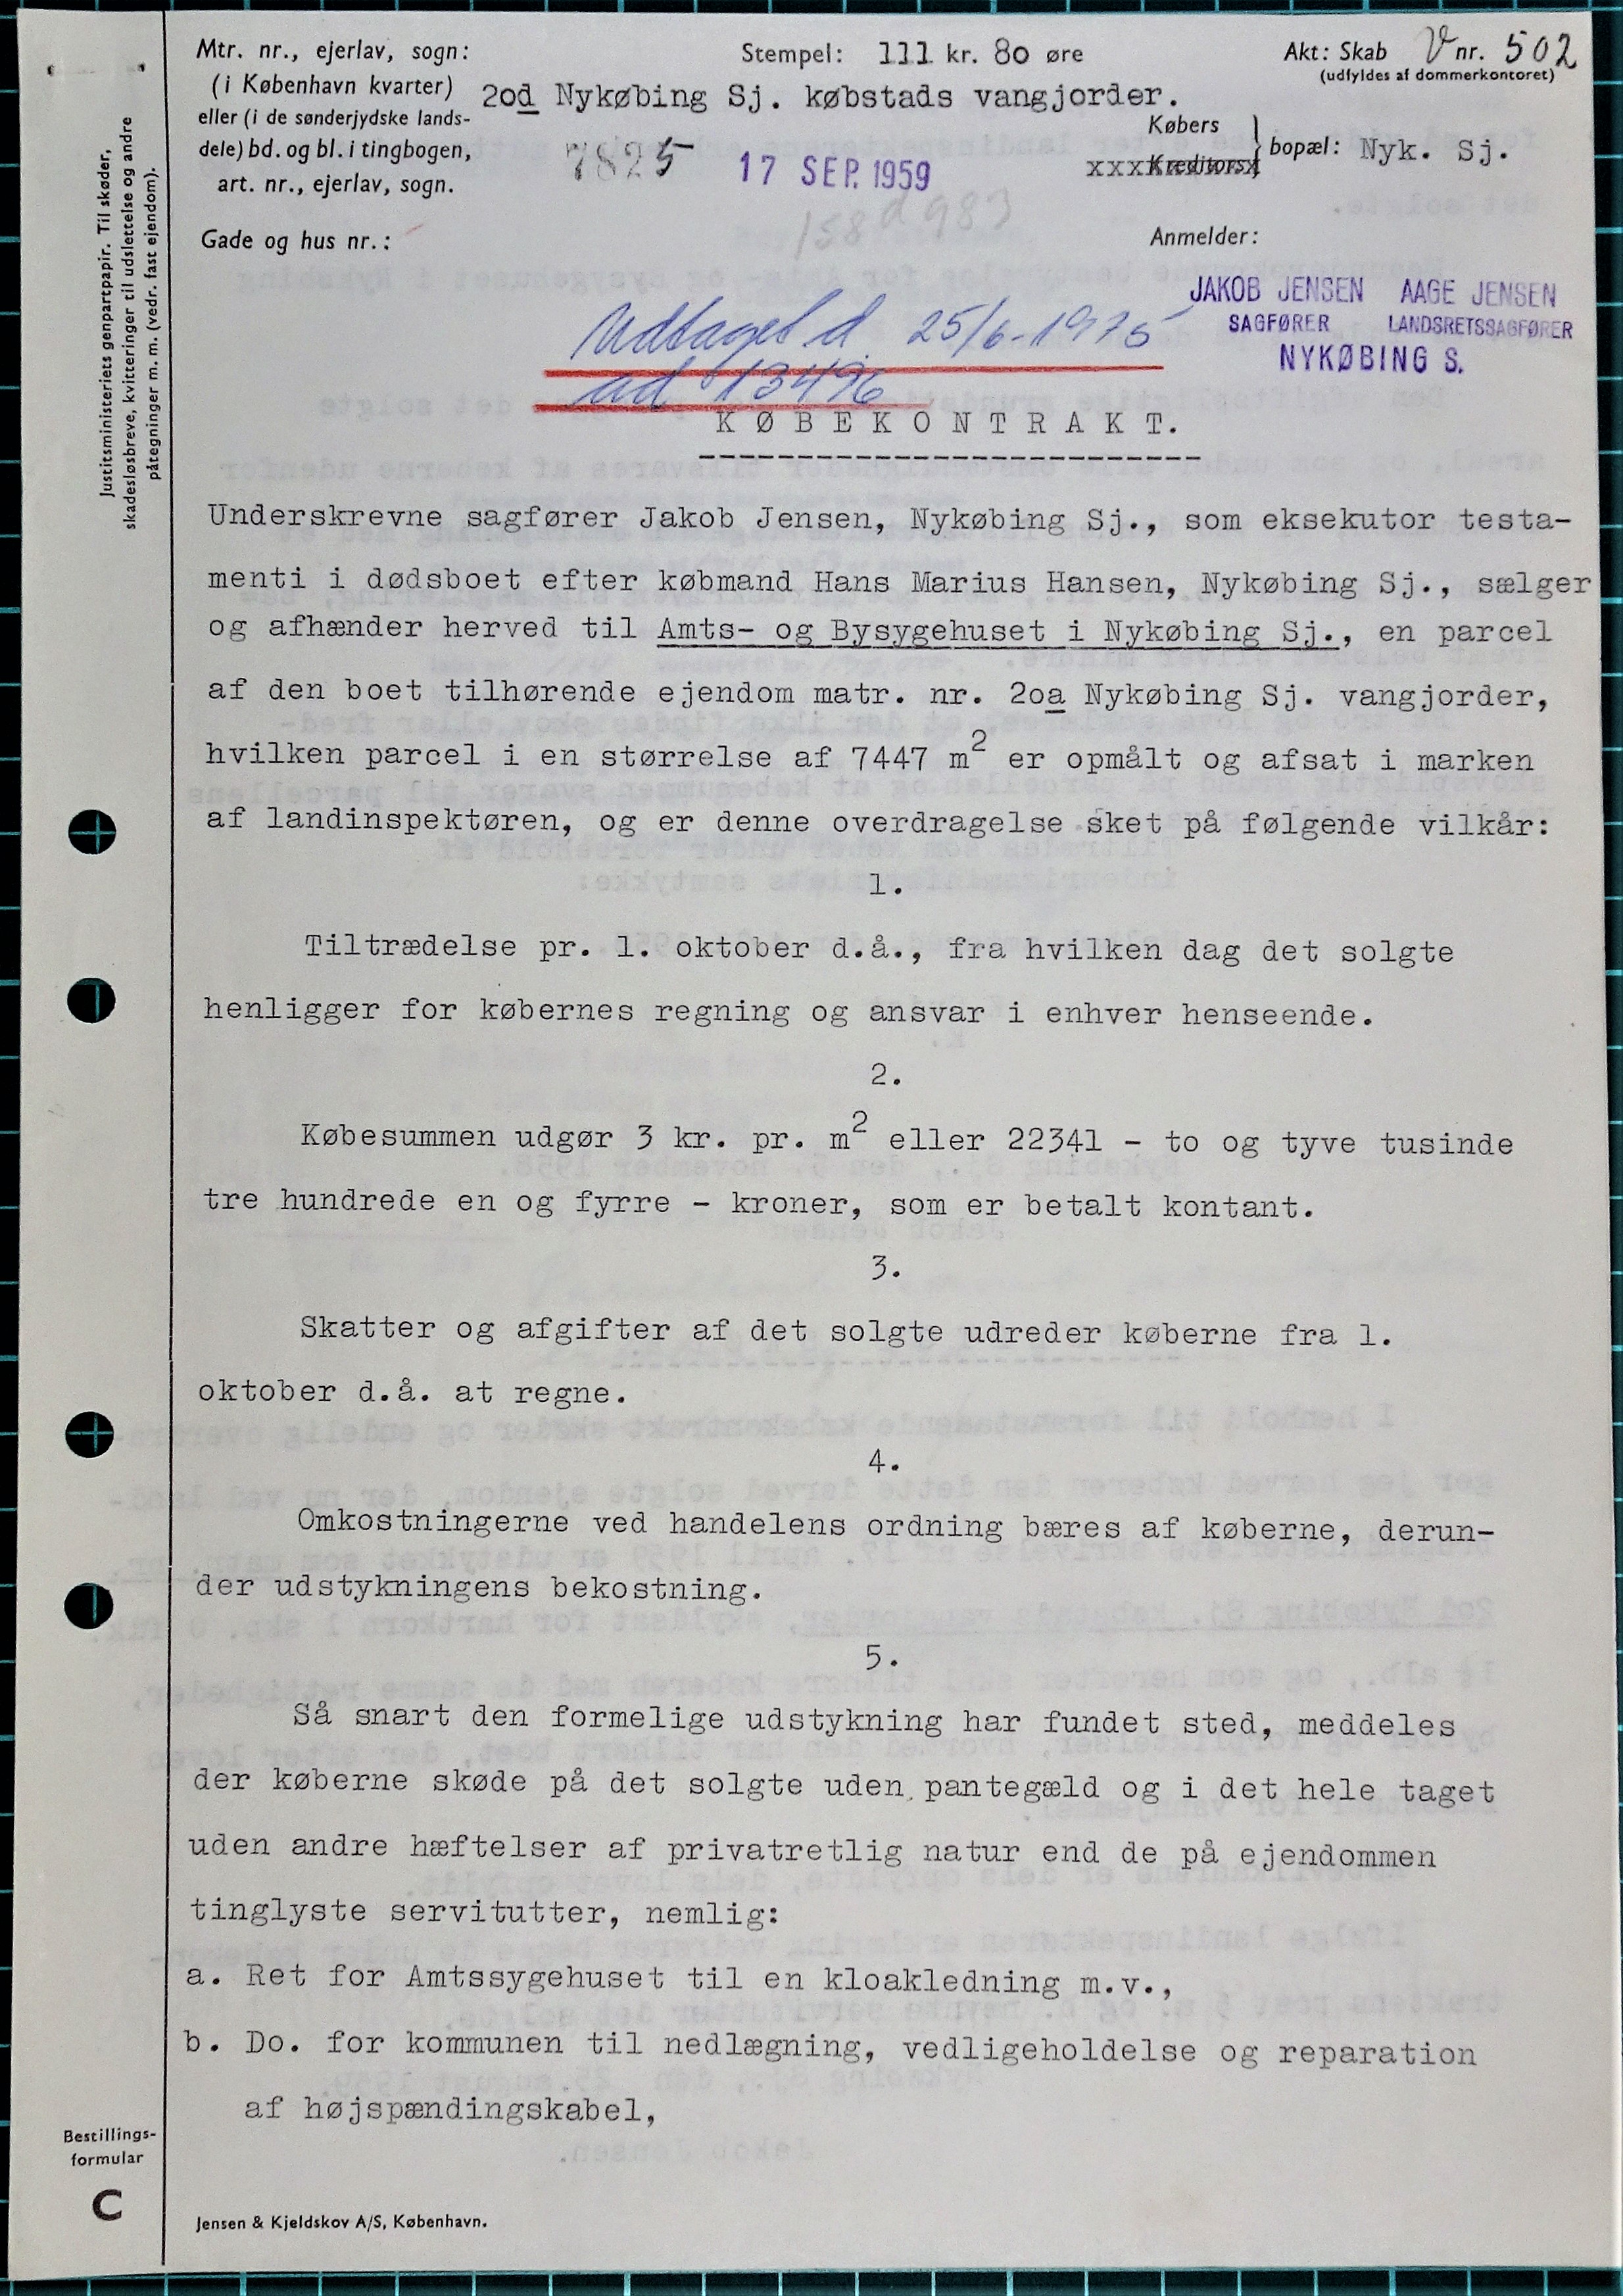 Mtr. nr., ejerlav, sogn:
(i København kvarter)
eller (i de sønderjydske lands-
dele) bd. og bl. i tingbogen,
art. nr., ejerlav, sogn.
Stempel: 111 kr. 80 øre
Akt: Skab V nr. 502
(udfyldes af dommerkontoret)
2od Nykøbing Sj. købstads vangjorder.
7825
17 SEP. 1959
158 d 983
Købers
xxxKreditorsx
bopæl: Nyk. Sj.
Gade og hus nr.:
Anmelder:
JAKOB JENSEN AAGE JENSEN
SAGFØRER LANDSRETSSAGFØRER
NYKØBING S.
Udtaget d. 25/6-1975
ad 13496
KØBEKONTRAKT.
Underskrevne sagfører Jakob Jensen, Nykøbing Sj., som eksekutor testa-
menti i dødsboet efter købmand Hans Marius Hansen, Nykøbing Sj., sælger
og afhænder herved til Amts- og Bysygehuset i Nykøbing Sj., en parcel
af den boet tilhørende ejendom matr. nr. 2oa Nykøbing Sj. vangjorder,
hvilken parcel i en størrelse af 7447 m2 er opmålt og afsat i marken
af landinspektøren, og er denne overdragelse sket på følgende vilkår:
1.
Tiltrædelse pr. 1. oktober d.å., fra hvilken dag det solgte
henligger for købernes regning og ansvar i enhver henseende.
2.
Købesummen udgør 3 kr. pr. m2 eller 22341 - to og tyve tusinde
tre hundrede en og fyrre - kroner, som er betalt kontant.
3.
Skatter og afgifter af det solgte udreder køberne fra 1.
oktober d.å. at regne.
4.
Omkostningerne ved handelens ordning bæres af køberne, derun-
der udstykningens bekostning.
5.
Så snart den formelige udstykning har fundet sted, meddeles
der køberne skøde på det solgte uden pantegæld og i det hele taget
uden andre hæftelser af privatretlig natur end de på ejendommen
tinglyste servitutter, nemlig:
a. Ret for Amtssygehuset til en kloakledning m.v.,
b. Do. for kommunen til nedlægning, vedligeholdelse og reparation
af højspændingskabel,
Justitsministeriets genpartpapir. Til skøder,
skadesløsbreve, kvitteringer til udslettelse og andre
påtegninger m. m. (vedr. fast ejendom).
Bestillings-
formular
C
Jensen & Kjeldskov A/S, København.